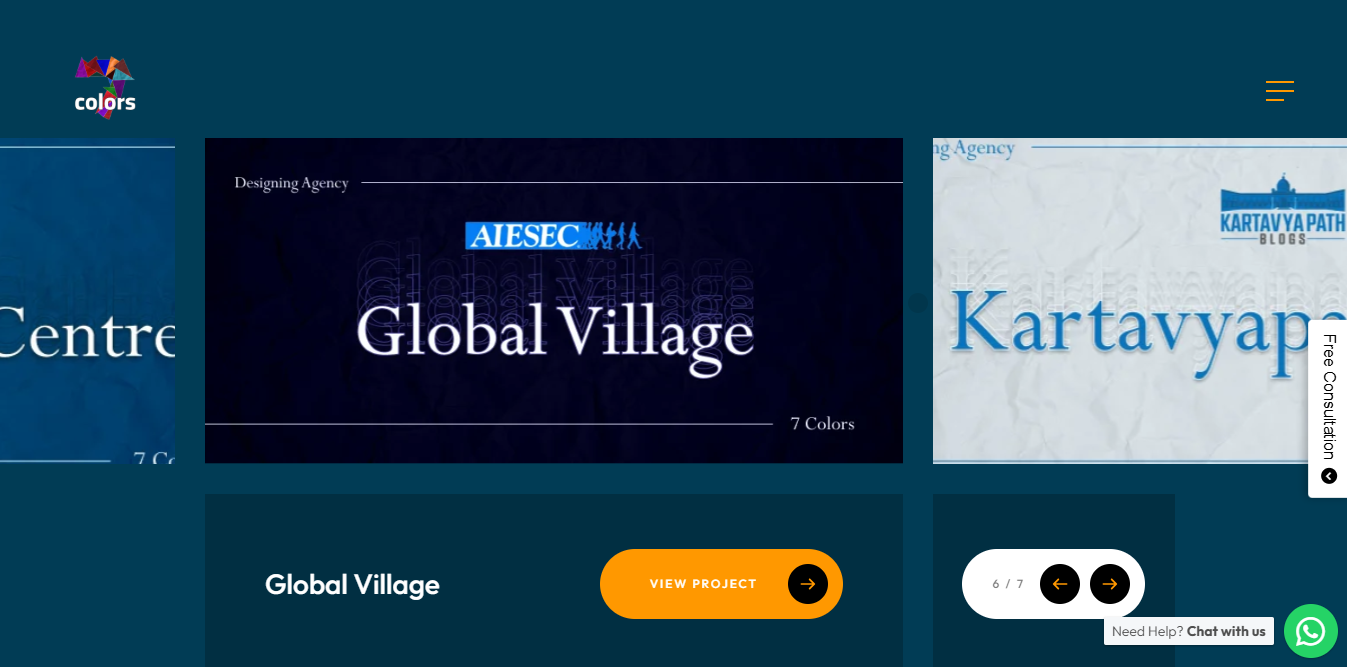 colors
Centre
7 Co
Designing Agency
AIESEC
Global Village
7 Colors
ng Agency
KARTAVYA PATH
BLOGS
Kartavyapa
Free Consultation
Global Village
VIEW PROJECT
6 / 7
Need Help? Chat with us